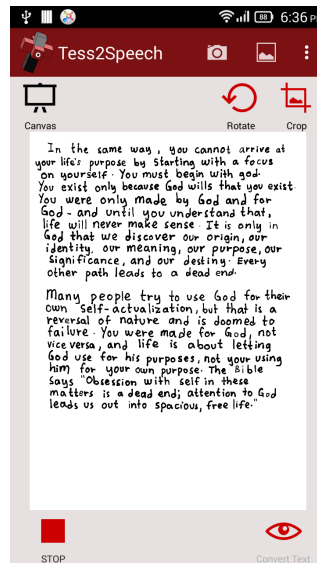 88 6:36 P
Tess2Speech
Canvas
Rotate
Crop
In the same way, you cannot arrive at
your life's purpose by Starting with a focus
on yourself. You must begin with god.
You exist only because God wills that you exist.
You were only made by God and for
God - and until you understand that,
life will never make sense. It is only in
God that we discover our origin, our
identity, our meaning, our purpose, our
Significance, and our destiny. Every
other path leads to a dead end.
Many people try to use God for their
own Self-actualization, but that is a
reversal of nature and is doomed to
failure. You were made for God, not
vice versa, and life is about letting
God use for his purposes, not your using
him for your own purpose. The "Bible
Says "Obsession with self in these
matters is a dead end; attention to God
leads us out into spacious, free life."
STOP
Convert Text